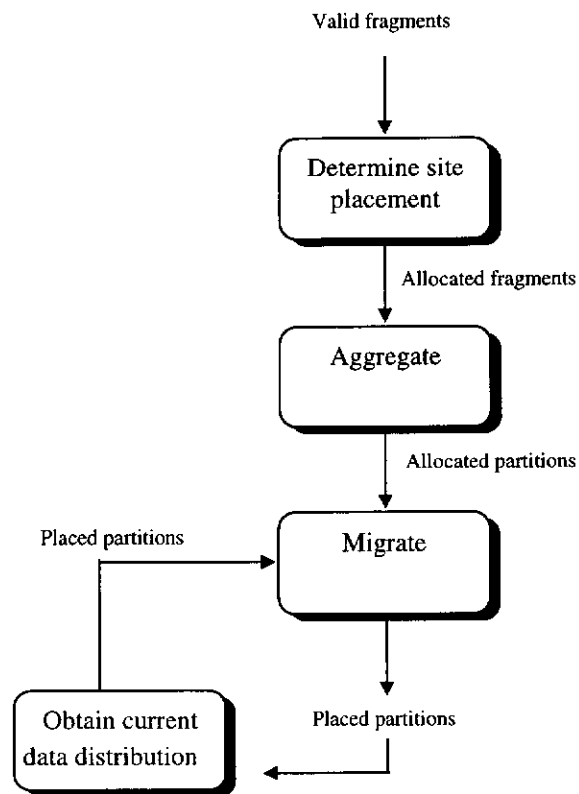 Valid fragments
Determine site
placement
Allocated fragments
Aggregate
Allocated partitions
Placed partitions
Migrate
Placed partitions
Obtain current
data distribution